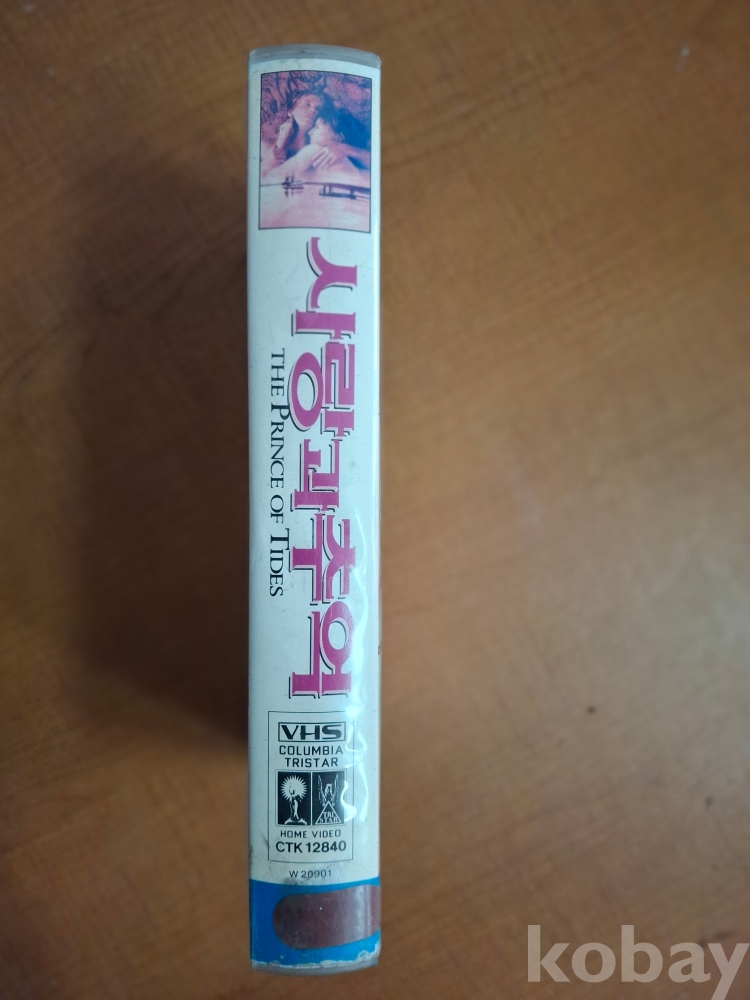 사랑과 추억
THE PRINCE OF TIDES
VHS
COLUMBIA
TRISTAR
HOME VIDEO
CTK 12840
W 20901
kobay